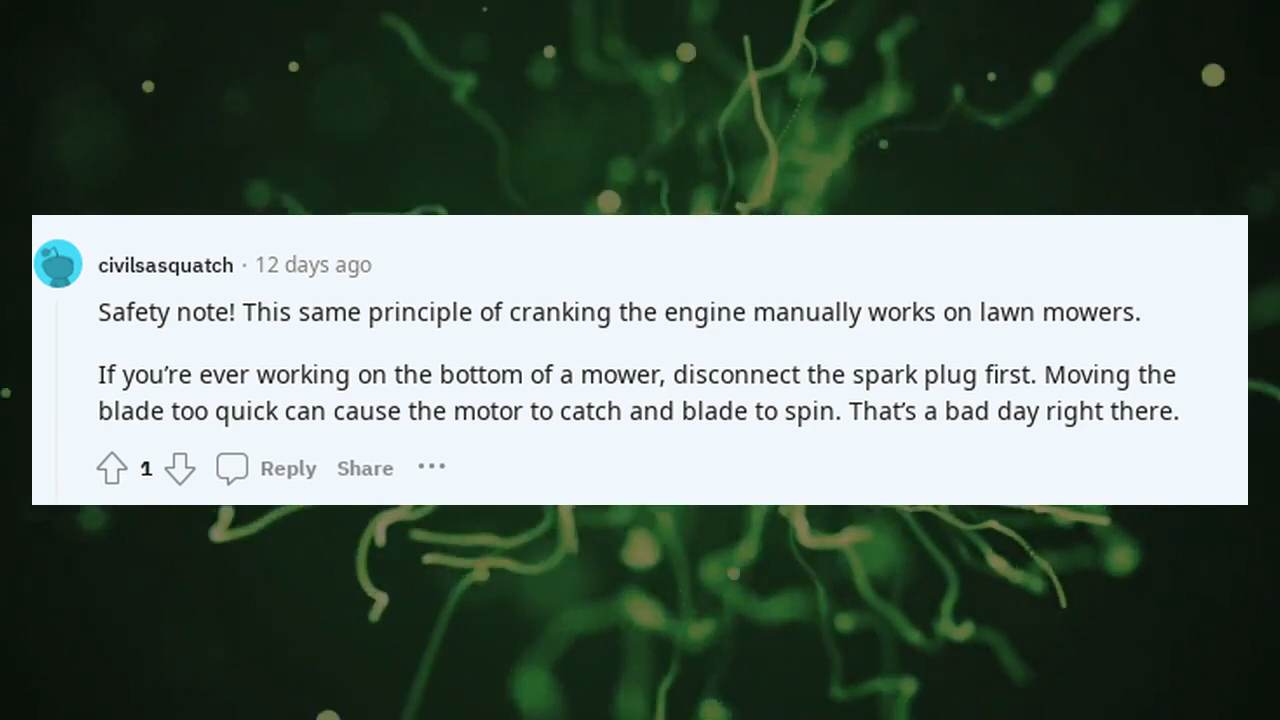 civilsasquatch · 12 days ago
Safety note! This same principle of cranking the engine manually works on lawn mowers.
If you’re ever working on the bottom of a mower, disconnect the spark plug first. Moving the
blade too quick can cause the motor to catch and blade to spin. That’s a bad day right there.
1 Reply Share •••